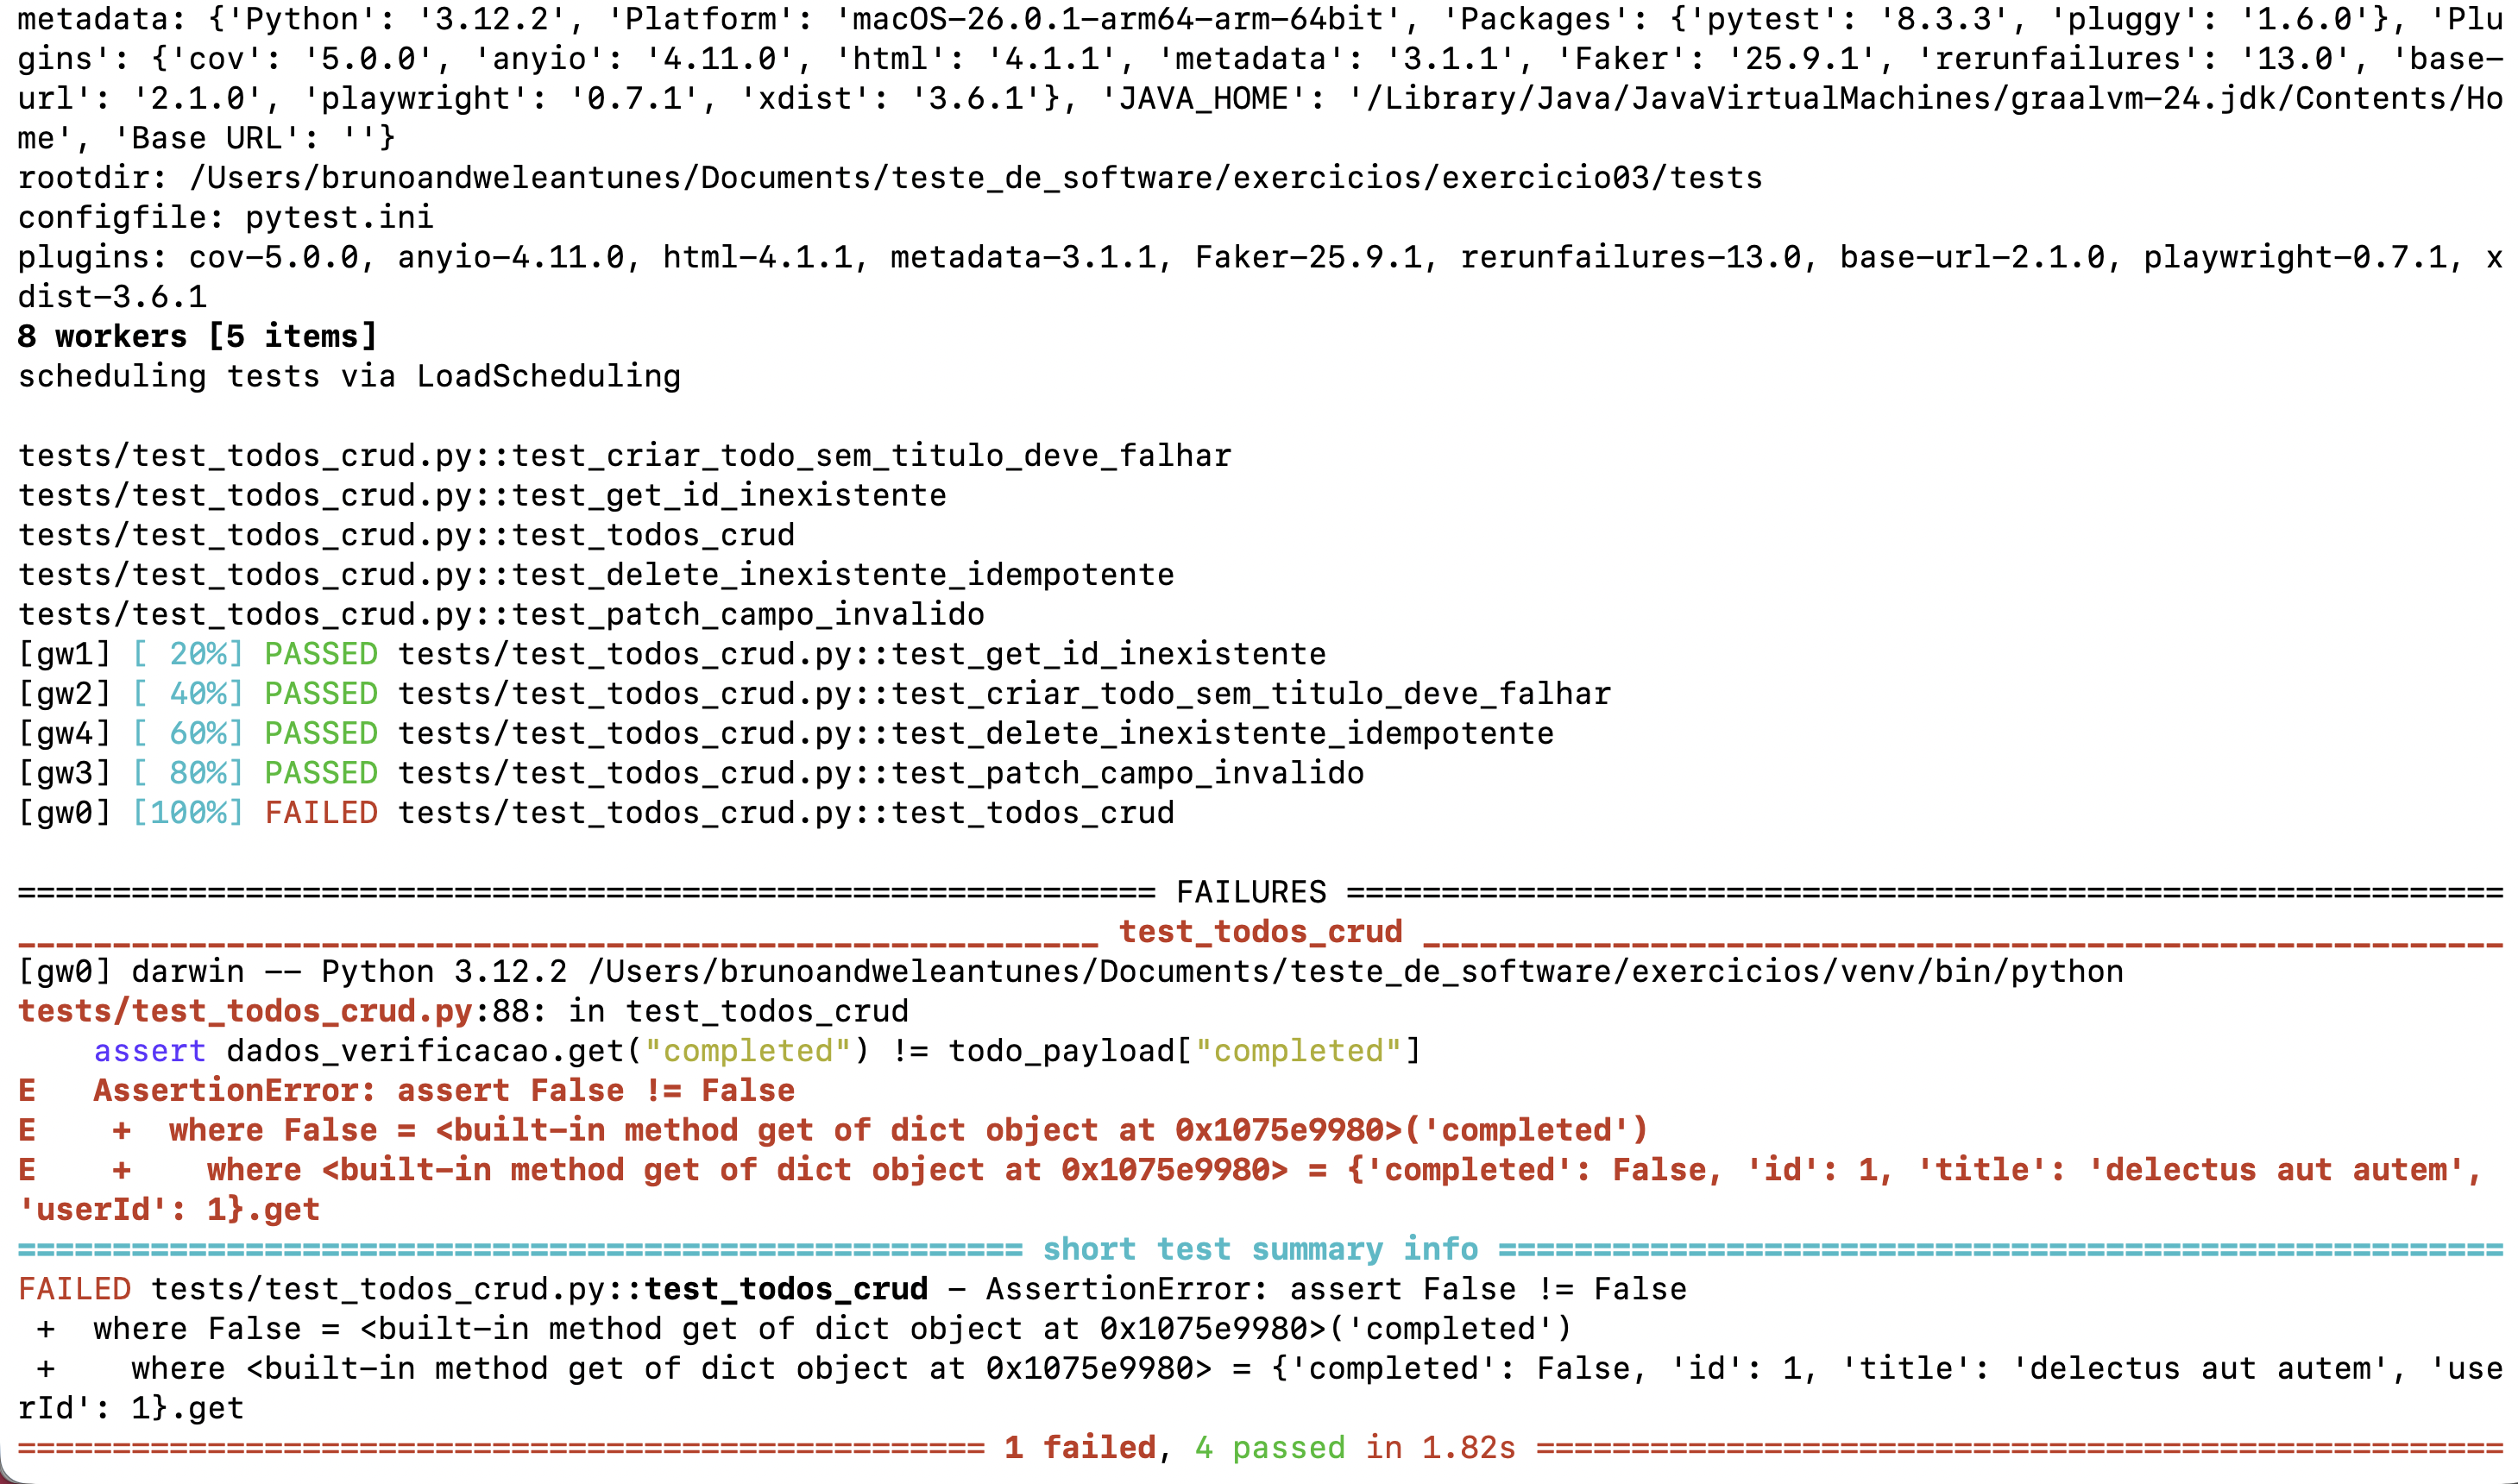 metadata: {'Python': '3.12.2', 'Platform': 'macOS-26.0.1-arm64-arm-64bit', 'Packages': {'pytest': '8.3.3', 'pluggy': '1.6.0'}, 'Plu
gins': {'cov': '5.0.0', 'anyio': '4.11.0', 'html': '4.1.1', 'metadata': '3.1.1', 'Faker': '25.9.1', 'rerunfailures': '13.0', 'base-
url': '2.1.0', 'playwright': '0.7.1', 'xdist': '3.6.1'}, 'JAVA_HOME': '/Library/Java/JavaVirtualMachines/graalvm-24.jdk/Contents/Ho
me', 'Base URL': ''}
rootdir: /Users/brunoandweleantunes/Documents/teste_de_software/exercicios/exercicio03/tests
configfile: pytest.ini
plugins: cov-5.0.0, anyio-4.11.0, html-4.1.1, metadata-3.1.1, Faker-25.9.1, rerunfailures-13.0, base-url-2.1.0, playwright-0.7.1, x
dist-3.6.1
8 workers [5 items]
scheduling tests via LoadScheduling
tests/test_todos_crud.py::test_criar_todo_sem_titulo_deve_falhar
tests/test_todos_crud.py::test_get_id_inexistente
tests/test_todos_crud.py::test_todos_crud
tests/test_todos_crud.py::test_delete_inexistente_idempotente
tests/test_todos_crud.py::test_patch_campo_invalido
[gw1] [ 20%] PASSED tests/test_todos_crud.py::test_get_id_inexistente
[gw2] [ 40%] PASSED tests/test_todos_crud.py::test_criar_todo_sem_titulo_deve_falhar
[gw4] [ 60%] PASSED tests/test_todos_crud.py::test_delete_inexistente_idempotente
[gw3] [ 80%] PASSED tests/test_todos_crud.py::test_patch_campo_invalido
[gw0] [100%] FAILED tests/test_todos_crud.py::test_todos_crud
============================================================ FAILURES =============================================================
_________________________________________________________ test_todos_crud _________________________________________________________
[gw0] darwin -- Python 3.12.2 /Users/brunoandweleantunes/Documents/teste_de_software/exercicios/venv/bin/python
tests/test_todos_crud.py:88: in test_todos_crud
    assert dados_verificacao.get("completed") != todo_payload["completed"]
E   AssertionError: assert False != False
E    +  where False = <built-in method get of dict object at 0x1075e9980>('completed')
E    +    where <built-in method get of dict object at 0x1075e9980> = {'completed': False, 'id': 1, 'title': 'delectus aut autem', 
'userId': 1}.get
===================================================== short test summary info =====================================================
FAILED tests/test_todos_crud.py::test_todos_crud - AssertionError: assert False != False
 +  where False = <built-in method get of dict object at 0x1075e9980>('completed')
 +    where <built-in method get of dict object at 0x1075e9980> = {'completed': False, 'id': 1, 'title': 'delectus aut autem', 'use
rId': 1}.get
=================================================== 1 failed, 4 passed in 1.82s ===================================================